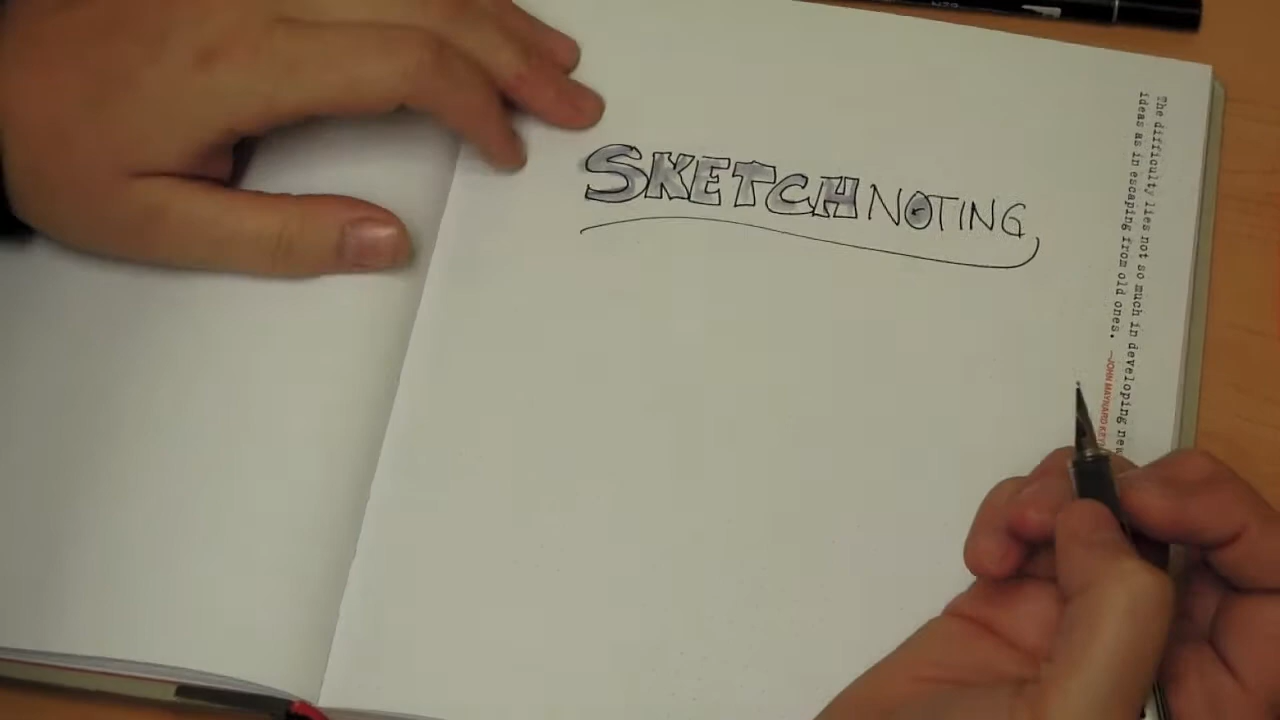 SKETCHNOTING
The difficulty lies not so much in developing new
ideas as in escaping from old ones. —JOHN MAYNARD